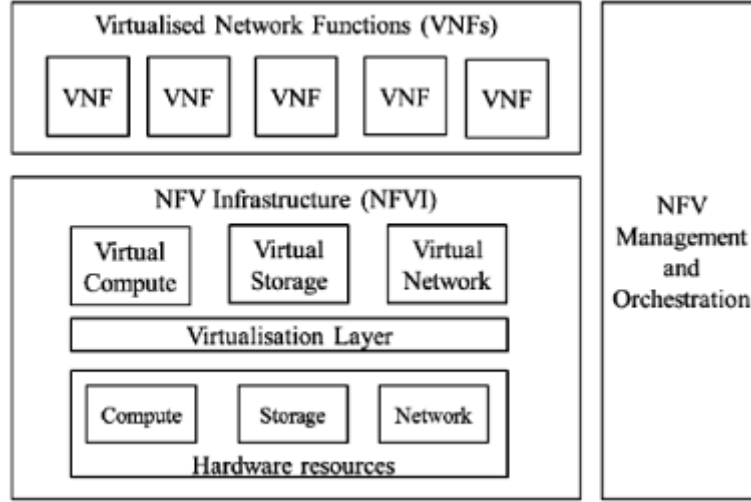 Virtualised Network Functions (VNFs)
VNF VNF VNF VNF VNF
NFV Infrastructure (NFVI)
Virtual
Compute
Virtual
Storage
Virtual
Network
Virtualisation Layer
Compute Storage Network
Hardware resources
NFV
Management
and
Orchestration